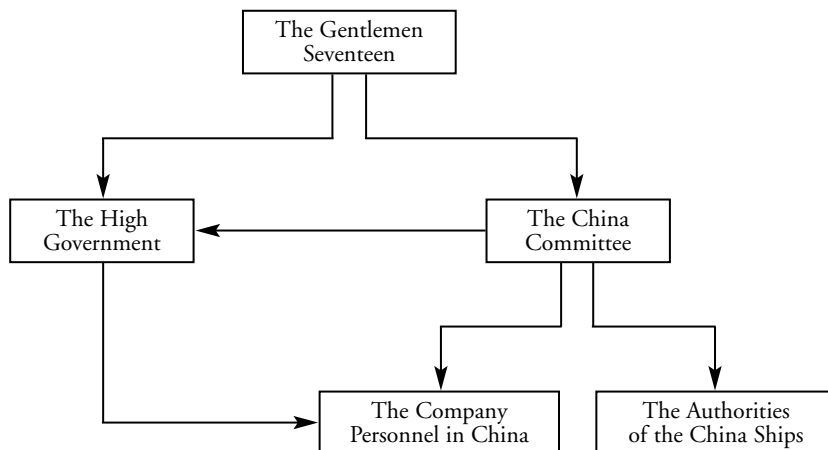 The Gentlemen
Seventeen
The High
Government
The China
Committee
The Company
Personnel in China
The Authorities
of the China Ships